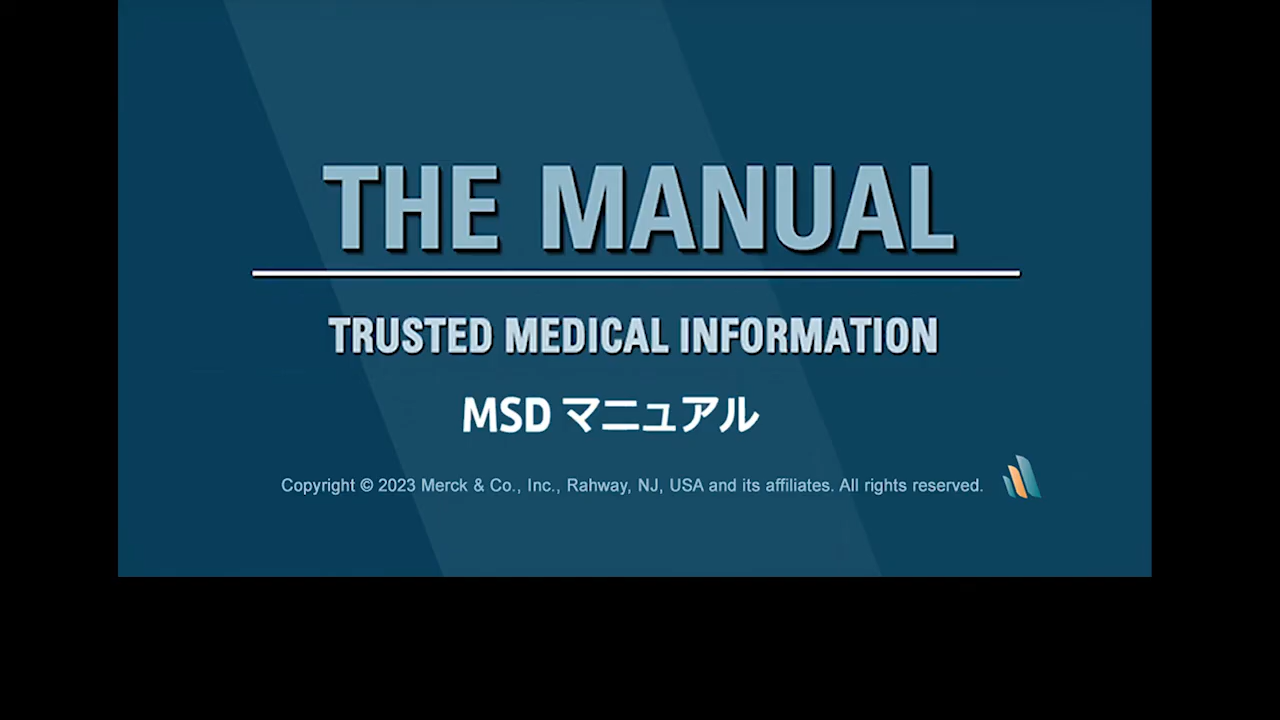 THE MANUAL
TRUSTED MEDICAL INFORMATION
MSD マニュアル
Copyright © 2023 Merck & Co., Inc., Rahway, NJ, USA and its affiliates. All rights reserved.